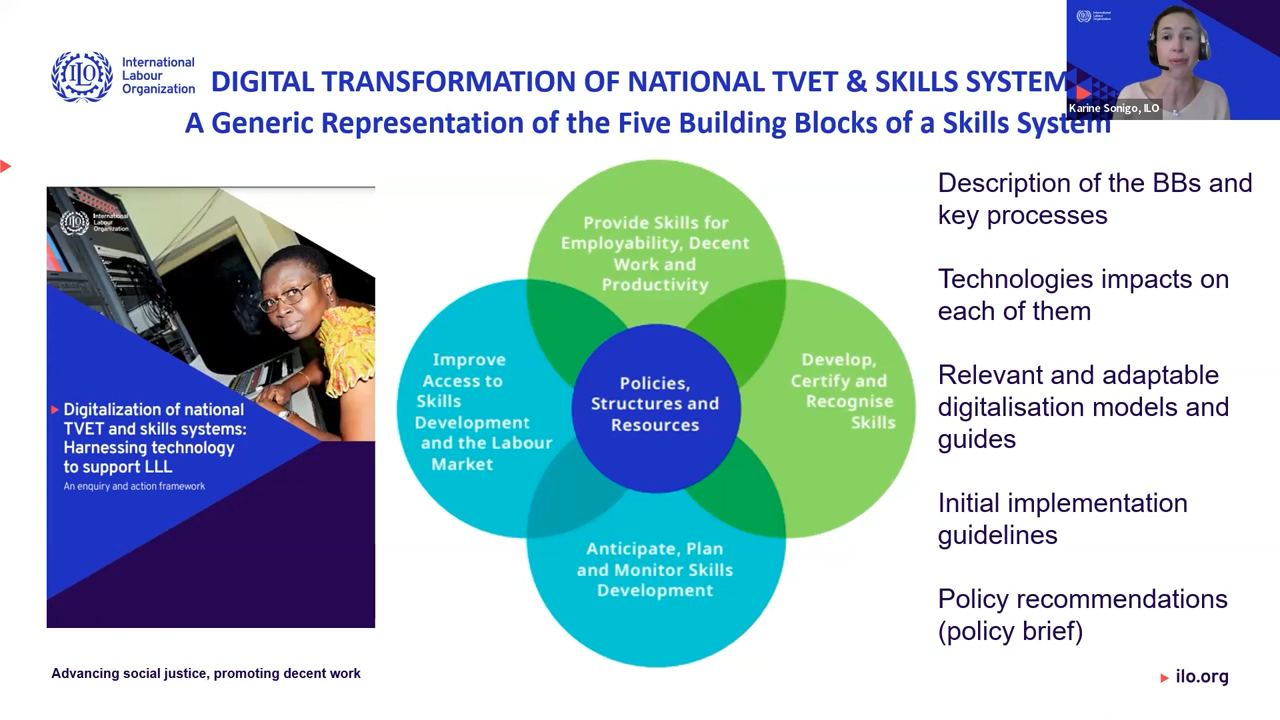 International
Labour
Organization
DIGITAL TRANSFORMATION OF NATIONAL TVET & SKILLS SYSTEM
A Generic Representation of the Five Building Blocks of a Skills System
Karine Sonigo, ILO
International
Labour
Organization
Digitalization of national
TVET and skills systems:
Harnessing technology
to support LLL
An enquiry and action framework
Provide Skills for
Employability, Decent
Work and
Productivity
Improve
Access to
Skills
Development
and the Labour
Market
Policies,
Structures and
Resources
Develop,
Certify and
Recognise
Skills
Anticipate, Plan
and Monitor Skills
Development
Description of the BBs and
key processes
Technologies impacts on
each of them
Relevant and adaptable
digitalisation models and
guides
Initial implementation
guidelines
Policy recommendations
(policy brief)
Advancing social justice, promoting decent work
ilo.org